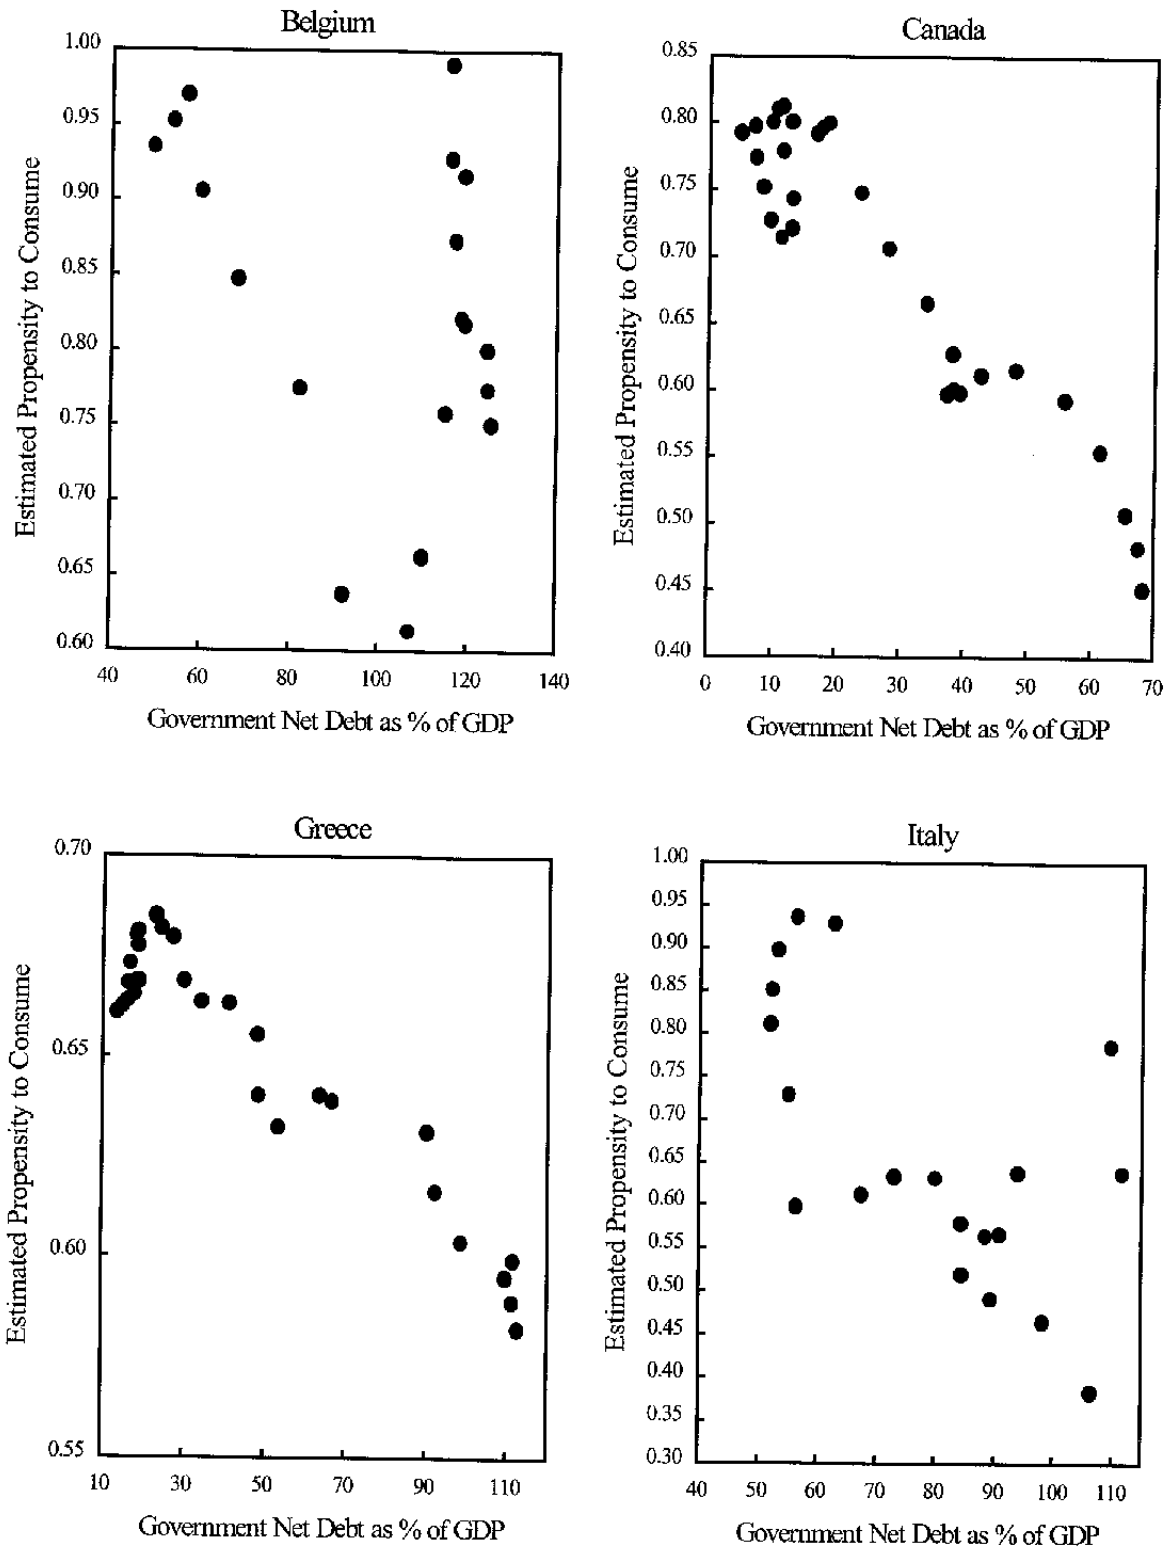 Belgium
1.00
0.95
0.90
0.85
0.80
0.75
0.70
0.65
0.60
Estimated Propensity to Consume
40 60 80 100 120 140
Government Net Debt as % of GDP
Canada
0.85
0.80
0.75
0.70
0.65
0.60
0.55
0.50
0.45
0.40
Estimated Propensity to Consume
0 10 20 30 40 50 60 70
Government Net Debt as % of GDP
Greece
0.70
0.65
0.60
0.55
Estimated Propensity to Consume
10 30 50 70 90 110
Government Net Debt as % of GDP
Italy
1.00
0.95
0.90
0.85
0.80
0.75
0.70
0.65
0.60
0.55
0.50
0.45
0.40
0.35
0.30
Estimated Propensity to Consume
40 50 60 70 80 90 100 110
Government Net Debt as % of GDP